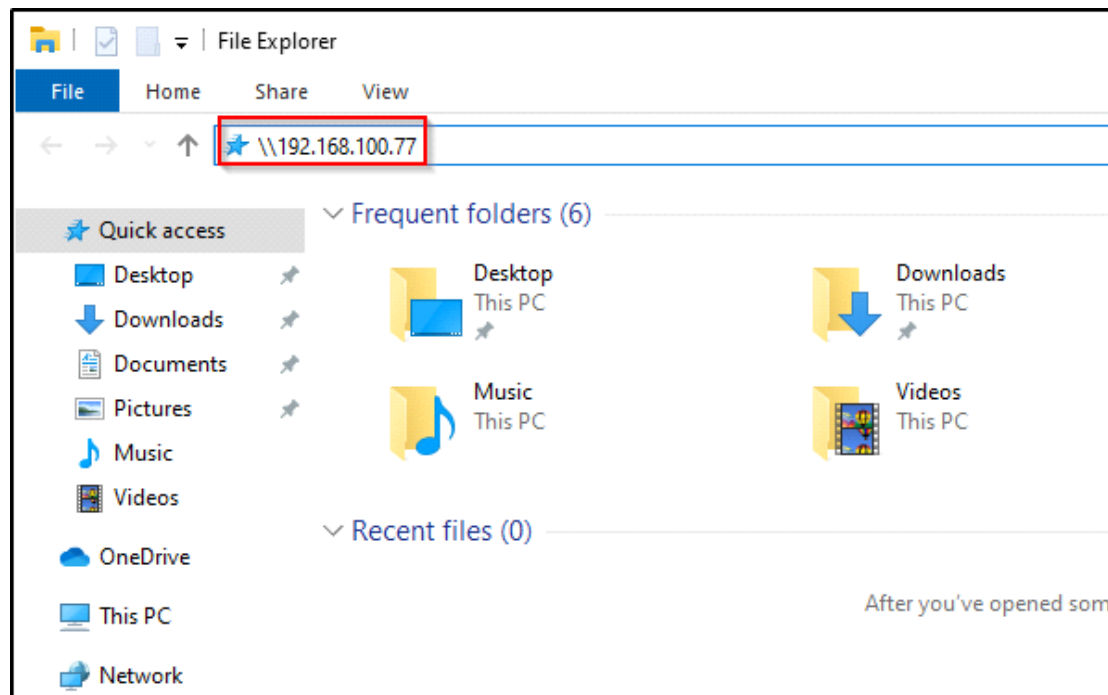 File Explorer
File Home Share View
\\192.168.100.77
Quick access
Desktop
Downloads
Documents
Pictures
Music
Videos
OneDrive
This PC
Network
Frequent folders (6)
Desktop
This PC
Downloads
This PC
Music
This PC
Videos
This PC
Recent files (0)
After you've opened som